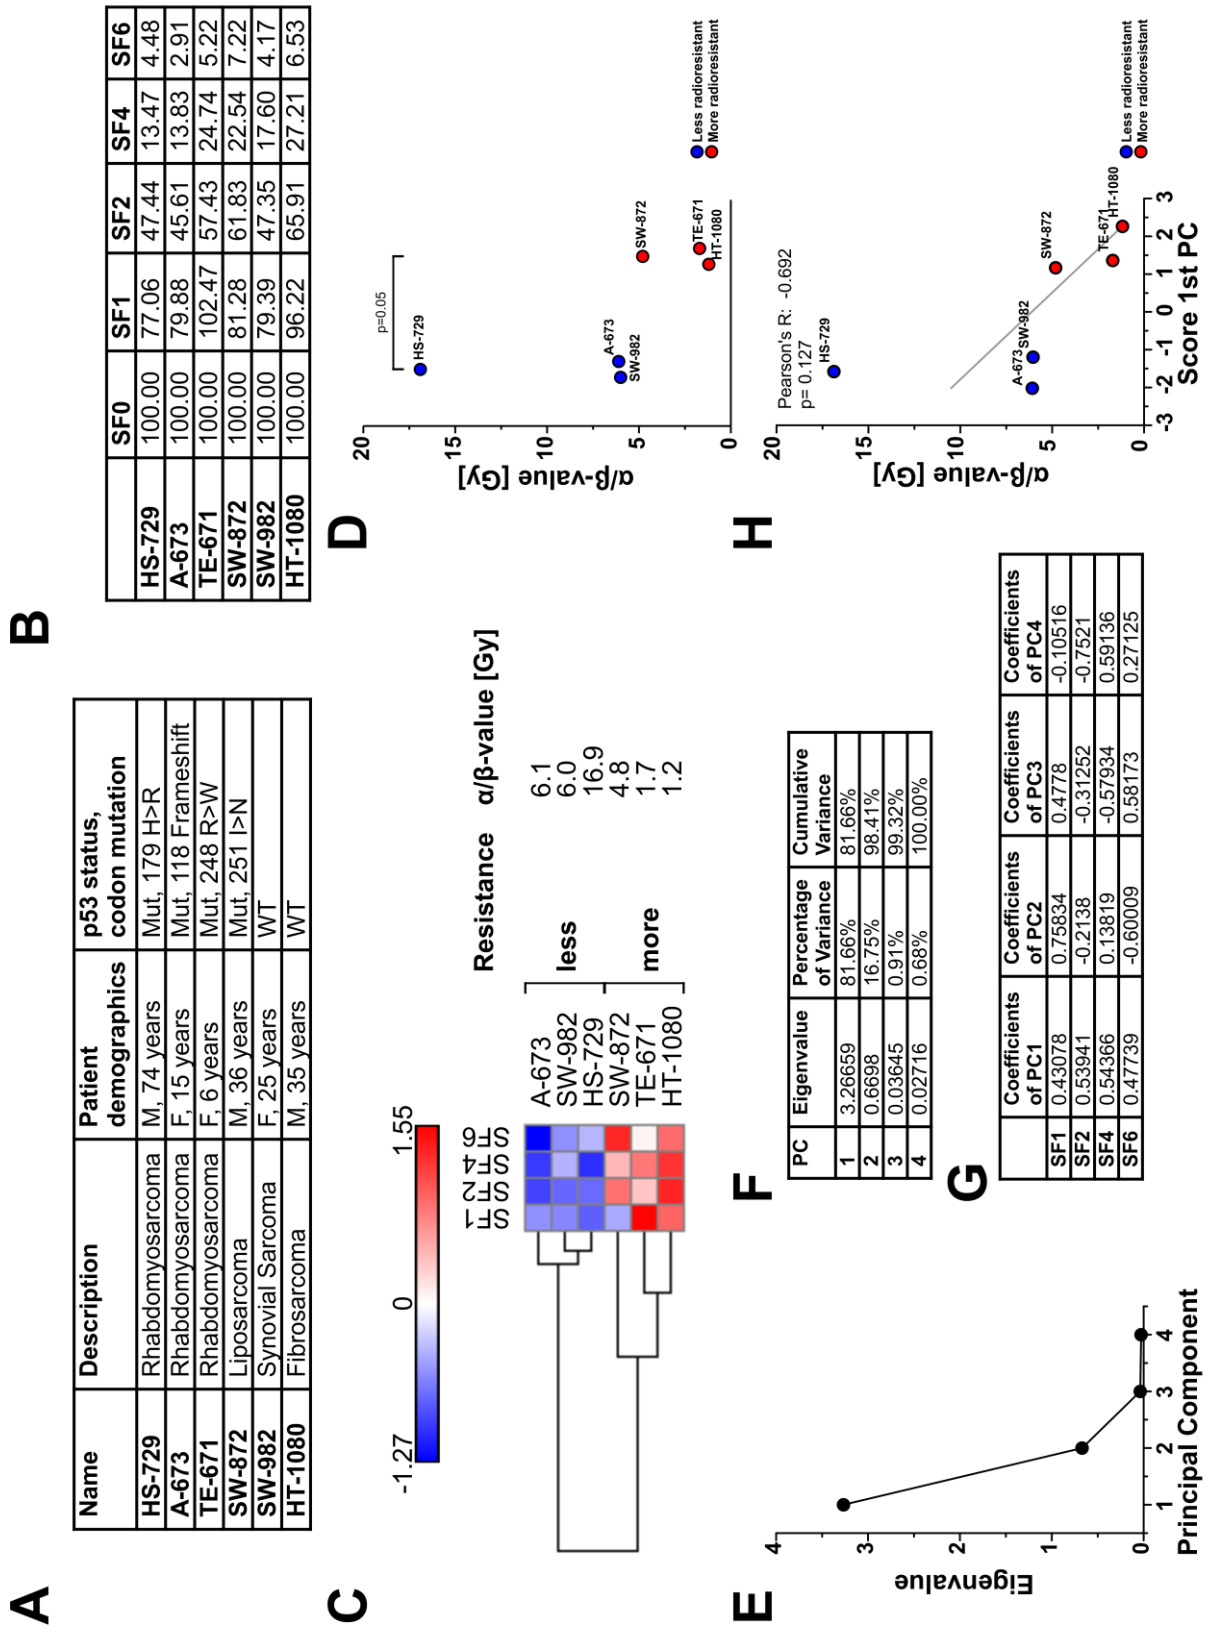 A
Name Description Patient demographics p53 status, codon mutation
HS-729 Rhabdomyosarcoma M, 74 years Mut, 179 H>R
A-673 Rhabdomyosarcoma F, 15 years Mut, 118 Frameshift
TE-671 Rhabdomyosarcoma F, 6 years Mut, 248 R>W
SW-872 Liposarcoma M, 36 years Mut, 251 I>N
SW-982 Synovial Sarcoma F, 25 years WT
HT-1080 Fibrosarcoma M, 35 years WT
B
SF0 SF1 SF2 SF4 SF6
HS-729 100.00 77.06 47.44 13.47 4.48
A-673 100.00 79.88 45.61 13.83 2.91
TE-671 100.00 102.47 57.43 24.74 5.22
SW-872 100.00 81.28 61.83 22.54 7.22
SW-982 100.00 79.39 47.35 17.60 4.17
HT-1080 100.00 96.22 65.91 27.21 6.53
C
-1.27 0 1.55
SF1 SF2 SF4 SF6
Resistance α/β-value [Gy]
A-673 6.1
SW-982 less 6.0
HS-729 16.9
SW-872 4.8
TE-671 more 1.7
HT-1080 1.2
D
α/β-value [Gy]
20
15
10
5
0
p=0.05
HS-729
A-673
SW-982
SW-872
TE-671
HT-1080
Less radioresistant
More radioresistant
E
Eigenvalue
4
3
2
1
0
1 2 3 4
Principal Component
F
PC Eigenvalue Percentage of Variance Cumulative Variance
1 3.26659 81.66% 81.66%
2 0.6698 16.75% 98.41%
3 0.03645 0.91% 99.32%
4 0.02716 0.68% 100.00%
G
Coefficients of PC1 Coefficients of PC2 Coefficients of PC3 Coefficients of PC4
SF1 0.43078 0.75834 0.4778 -0.10516
SF2 0.53941 -0.2138 -0.31252 -0.7521
SF4 0.54366 0.13819 -0.57934 0.59136
SF6 0.47739 -0.60009 0.58173 0.27125
H
α/β-value [Gy]
20
15
10
5
0
Pearson's R: -0.692
p= 0.127
HS-729
A-673
SW-982
SW-872
TE-671
HT-1080
-3 -2 -1 0 1 2 3
Score 1st PC
Less radioresistant
More radioresistant